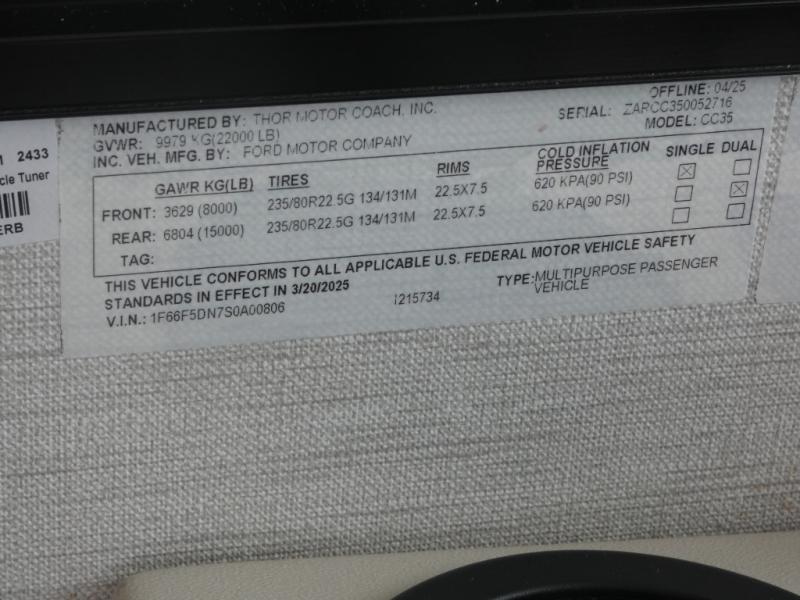 MANUFACTURED BY: THOR MOTOR COACH, INC.
OFFLINE: 04/25
GVWR: 9979 KG(22000 LB)
SERIAL: ZARCC350052716
INC. VEH. MFG. BY: FORD MOTOR COMPANY
MODEL: CC35
GAWR KG(LB) TIRES RIMS COLD INFLATION PRESSURE SINGLE DUAL
FRONT: 3629 (8000) 235/80R22.5G 134/131M 22.5X7.5 620 KPA(90 PSI)
REAR: 6804 (15000) 235/80R22.5G 134/131M 22.5X7.5 620 KPA(90 PSI)
TAG:
THIS VEHICLE CONFORMS TO ALL APPLICABLE U.S. FEDERAL MOTOR VEHICLE SAFETY
STANDARDS IN EFFECT IN 3/20/2025
TYPE:MULTIPURPOSE PASSENGER
VEHICLE
V.I.N.: 1F66F5DN7S0A00806
1215734
2433
cle Tuner
ERB